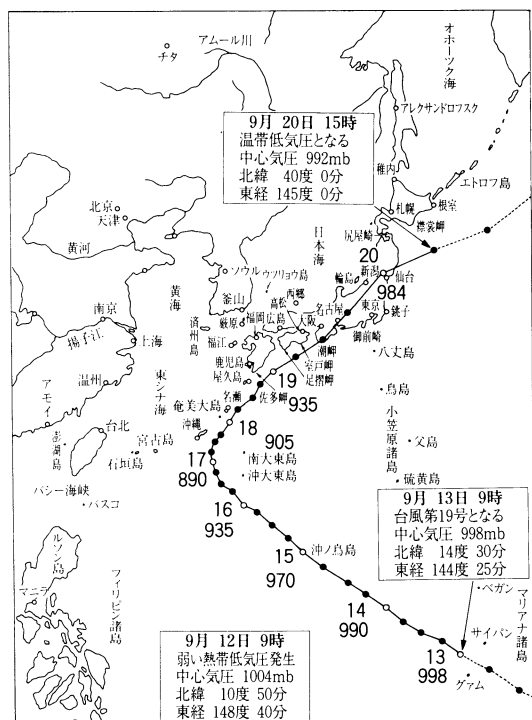 アムール川
チタ
オホーツク海
アレクサンドロフスク
9月 20日 15時
温帯低気圧となる
中心気圧 992mb
北緯 40度 0分
東経 145度 0分
稚内
エトロフ島
札幌
根室
襟裳岬
尻屋崎
北京
天津
黄河
日本海
20
新潟
仙台
984
輪島
ソウル
ウツリョウ島
西郷
高松
釜山
黄海
名古屋
東京
銚子
南京
済州島
厳原
福岡
広島
大阪
御前崎
揚子江
上海
福江
潮岬
八丈島
室戸岬
足摺岬
鹿児島
屋久島
19
935
佐多岬
温州
東シナ海
名瀬
奄美大島
鳥島
アモイ
18
905
沖縄
小笠原諸島
台北
宮古島
父島
澎湖島
17
890
南大東島
沖大東島
石垣島
硫黄島
バシー海峡
バスコ
16
935
9月 13日 9時
台風第19号となる
中心気圧 998mb
北緯 14度 30分
東経 144度 25分
15
970
沖ノ鳥島
ルソン島
マニラ
フィリピン諸島
14
990
ベガン
マリアナ諸島
サイパン
13
998
グァム
9月 12日 9時
弱い熱帯低気圧発生
中心気圧 1004mb
北緯 10度 50分
東経 148度 40分